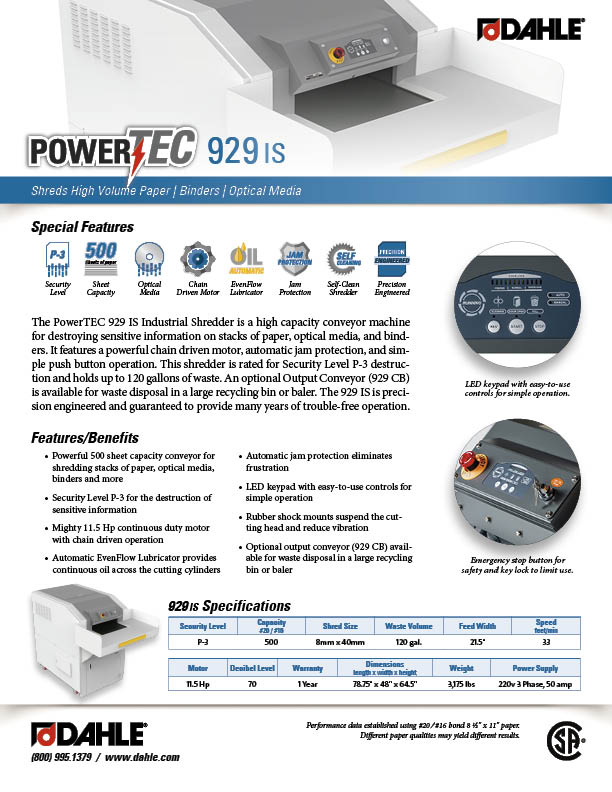 DAHLE®
POWERTEC 929 IS
Shreds High Volume Paper | Binders | Optical Media
Special Features
P-3
500
Sheets of paper
OIL
AUTOMATIC
JAM
PROTECTION
SELF
CLEANING
PRECISION
ENGINEERED
Security Level
Sheet Capacity
Optical Media
Chain Driven Motor
EvenFlow Lubricator
Jam Protection
Self-Clean Shredder
Precision Engineered
The PowerTEC 929 IS Industrial Shredder is a high capacity conveyor machine
for destroying sensitive information on stacks of paper, optical media, and bind-
ers. It features a powerful chain driven motor, automatic jam protection, and sim-
ple push button operation. This shredder is rated for Security Level P-3 destruc-
tion and holds up to 120 gallons of waste. An optional Output Conveyor (929 CB)
is available for waste disposal in a large recycling bin or baler. The 929 IS is preci-
sion engineered and guaranteed to provide many years of trouble-free operation.
RUNNING
AUTO
MANUAL
REV
START
STOP
LED keypad with easy-to-use
controls for simple operation.
Features/Benefits
• Powerful 500 sheet capacity conveyor for
shredding stacks of paper, optical media,
binders and more
• Security Level P-3 for the destruction of
sensitive information
• Mighty 11.5 Hp continuous duty motor
with chain driven operation
• Automatic EvenFlow Lubricator provides
continuous oil across the cutting cylinders
• Automatic jam protection eliminates
frustration
• LED keypad with easy-to-use controls for
simple operation
• Rubber shock mounts suspend the cut-
ting head and reduce vibration
• Optional output conveyor (929 CB) avail-
able for waste disposal in a large recycling
bin or baler
Emergency stop button for
safety and key lock to limit use.
929 IS Specifications
Security Level | Capacity #20 / #16 | Shred Size | Waste Volume | Feed Width | Speed feet/min
P-3 | 500 | 8mm x 40mm | 120 gal. | 21.5" | 33
Motor | Decibel Level | Warranty | Dimensions length x width x height | Weight | Power Supply
11.5 Hp | 70 | 1 Year | 78.75" x 48" x 64.5" | 3,175 lbs | 220v 3 Phase, 50 amp
DAHLE®
(800) 995.1379 / www.dahle.com
Performance data established using #20/#16 bond 8 ½" x 11" paper.
Different paper qualities may yield different results.
CSA®